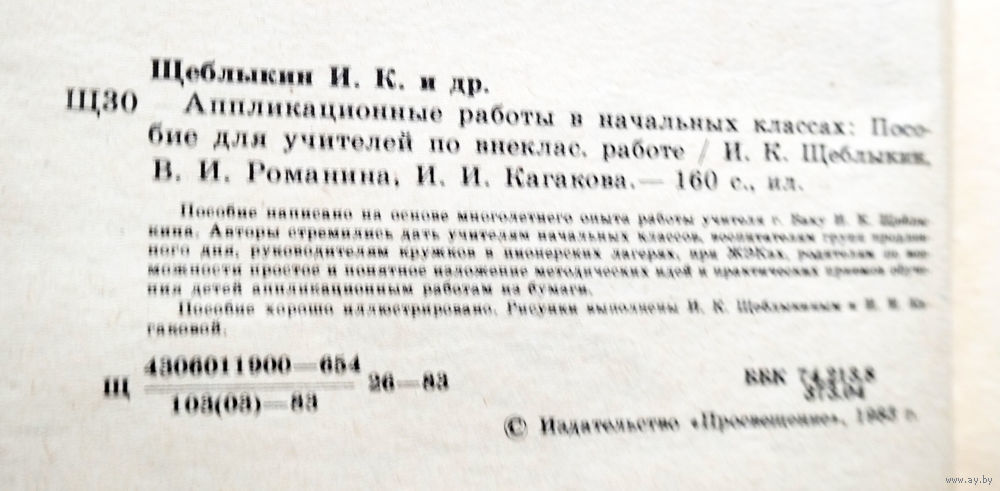 Щеблыкин И. К. и др.
Щ30 Аппликационные работы в начальных классах: Посо-
бие для учителей по внеклас. работе / И. К. Щеблыкин,
В. И. Романина, И. И. Кагакова.— 160 с., ил.
Пособие написано на основе многолетнего опыта работы учителя г. Баку И. К. Щеблы-
кина. Авторы стремились дать учителям начальных классов, воспитателям групп продлен-
ного дня, руководителям кружков в пионерских лагерях, при ЖЭКах, родителям по воз-
можности простое и понятное изложение методических идей и практических приемов обуче-
ния детей аппликационным работам из бумаги.
Пособие хорошо иллюстрировано. Рисунки выполнены И. К. Щеблыкиным и И. И. Ка-
гаковой.
Щ 4306011900—654
103(03)—83
26—83
ББК 74.213.8
373.04
© Издательство «Просвещение», 1983 г.
www.ay.by